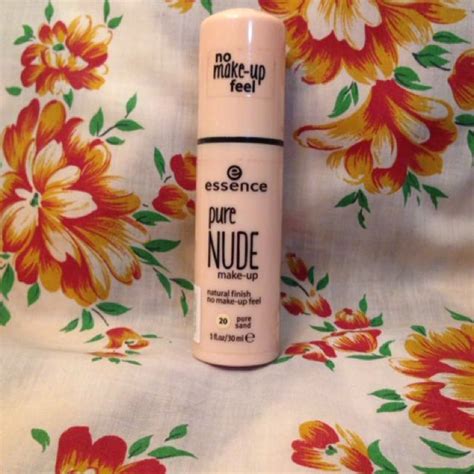 no
make-up
feel
e
essence
pure
NUDE
make-up
natural finish
no make-up feel
20 pure sand
1 fl.oz/30 ml e